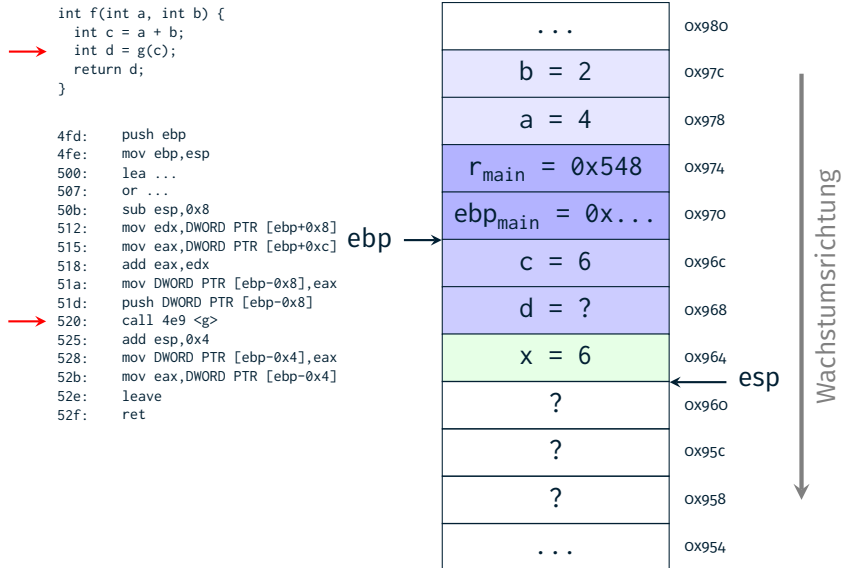 int f(int a, int b) {
int c = a + b;
int d = g(c);
return d;
}
4fd: push ebp
4fe: mov ebp,esp
500: lea ...
507: or ...
50b: sub esp,0x8
512: mov edx,DWORD PTR [ebp+0x8]
515: mov eax,DWORD PTR [ebp+0xc]
518: add eax,edx
51a: mov DWORD PTR [ebp-0x8],eax
51d: push DWORD PTR [ebp-0x8]
520: call 4e9 <g>
525: add esp,0x4
528: mov DWORD PTR [ebp-0x4],eax
52b: mov eax,DWORD PTR [ebp-0x4]
52e: leave
52f: ret
... 0x980
b = 2 0x97c
a = 4 0x978
r_main = 0x548 0x974
ebp_main = 0x... 0x970
ebp
c = 6 0x96c
d = ? 0x968
x = 6 0x964
esp
? 0x960
? 0x95c
? 0x958
... 0x954
Wachstumsrichtung